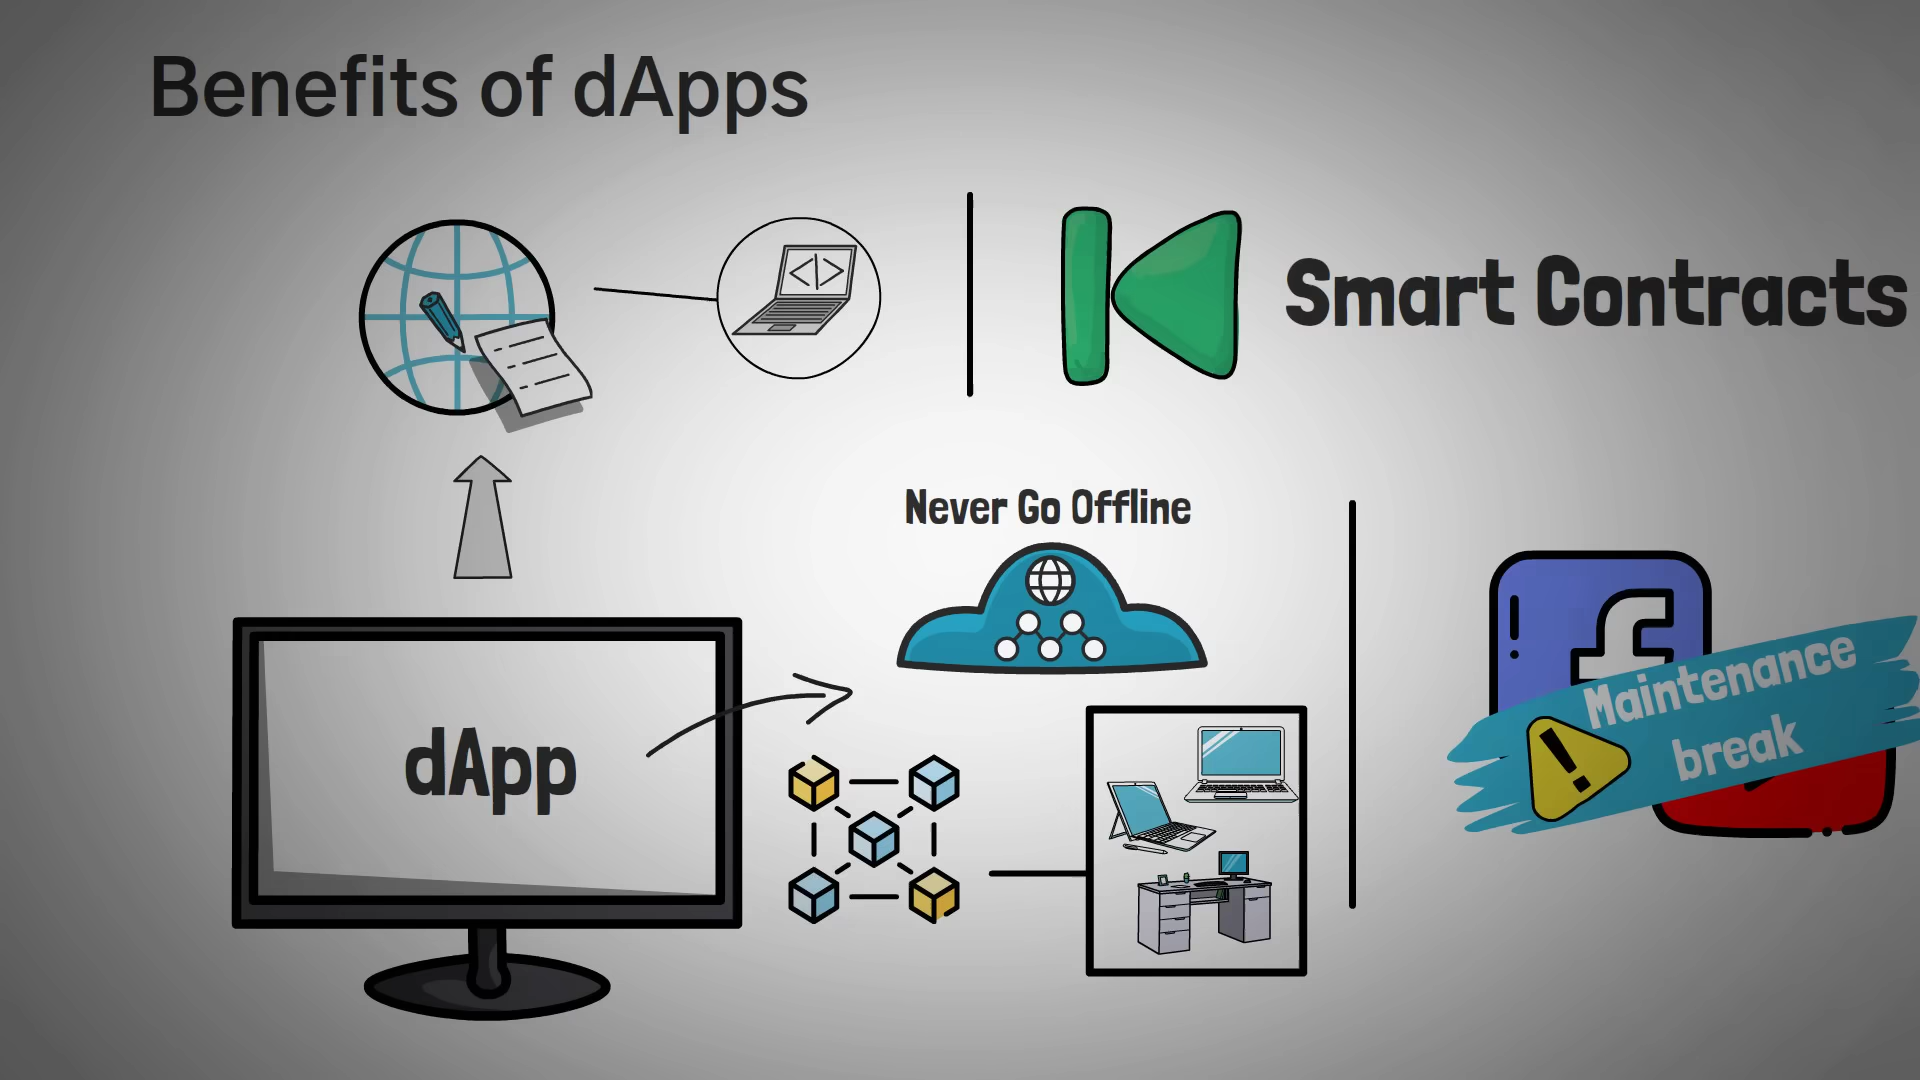 Benefits of dApps
Smart Contracts
Never Go Offline
dApp
Maintenance
break